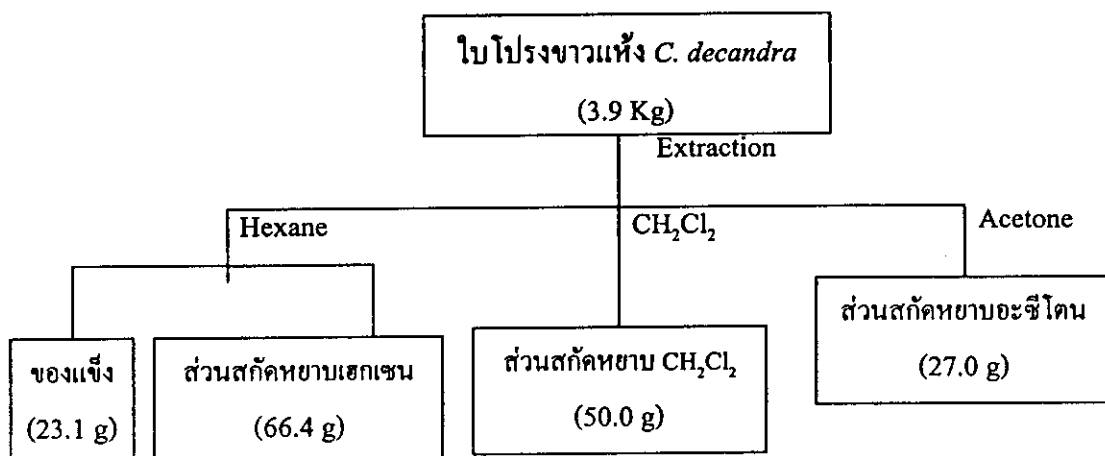 ใบโปรงขาวแห้ง C. decandra
(3.9 Kg)
Extraction
Hexane
CH₂Cl₂
Acetone
ของแข็ง
(23.1 g)
ส่วนสกัดหยาบเฮกเซน
(66.4 g)
ส่วนสกัดหยาบ CH₂Cl₂
(50.0 g)
ส่วนสกัดหยาบอะซีโตน
(27.0 g)